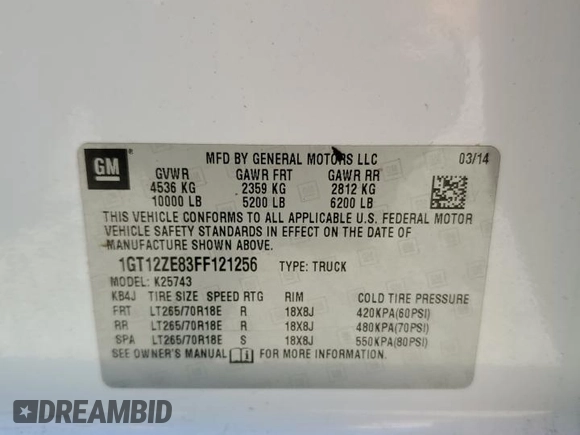 GM
MFD BY GENERAL MOTORS LLC 03/14
GVWR GAWR FRT GAWR RR
4536 KG 2359 KG 2812 KG
10000 LB 5200 LB 6200 LB
THIS VEHICLE CONFORMS TO ALL APPLICABLE U.S. FEDERAL MOTOR
VEHICLE SAFETY STANDARDS IN EFFECT ON THE DATE OF
MANUFACTURE SHOWN ABOVE.
1GT12ZE83FF121256 TYPE: TRUCK
MODEL: K25743
KB4J TIRE SIZE SPEED RTG RIM COLD TIRE PRESSURE
FRT LT265/70R18E R 18X8J 420KPA(60PSI)
RR LT265/70R18E R 18X8J 480KPA(70PSI)
SPA LT265/70R18E S 18X8J 550KPA(80PSI)
SEE OWNER'S MANUAL FOR MORE INFORMATION
DREAMBID